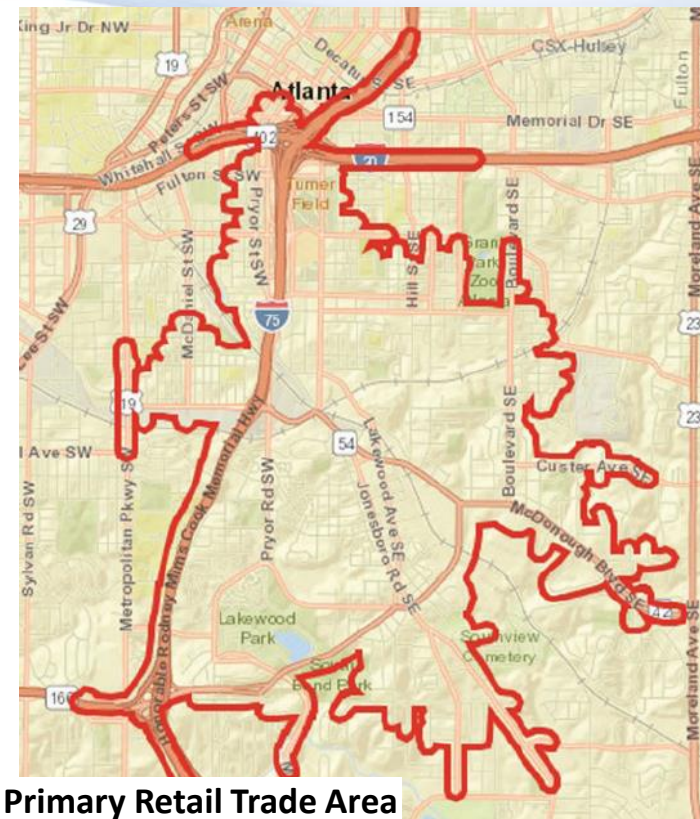 King Jr Dr NW
Arena
Decatur SE
CSX-Hulsey
19
Fulton
Peters St SW
Atlanta
154
Memorial Dr SE
Whitehall SW
402
20
Fulton St SW
Turner
Field
29
Pryor St SW
McDaniel St SW
Hill St SE
Grant
Park
Zoo
Atlanta
Boulevard SE
Moreland Ave SE
75
23
Lee St SW
19
23
l Ave SW
54
Boulevard SE
Custer Ave SE
Sylvan Rd SW
Metropolitan Pkwy SW
Honorable Rodney Mims Cook Memorial Hwy
Pryor Rd SW
Lakewood Ave SE
Jonesboro Rd SE
McDonough Blvd SE
42
Lakewood
Park
Southview
Cemetery
South
Bend Park
166
Moreland Ave SE
Primary Retail Trade Area